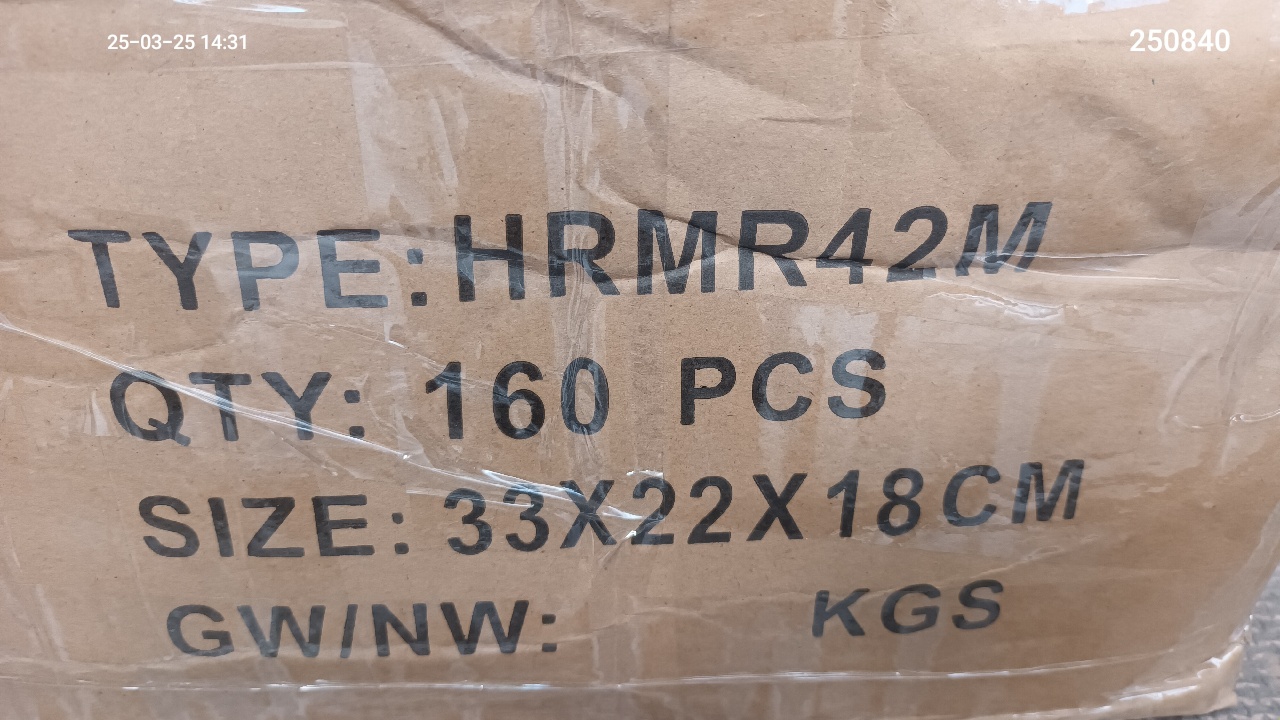 25-03-25 14:31
250840
TYPE:HRMR42M
QTY: 160 PCS
SIZE: 33X22X18CM
GW/NW: KGS